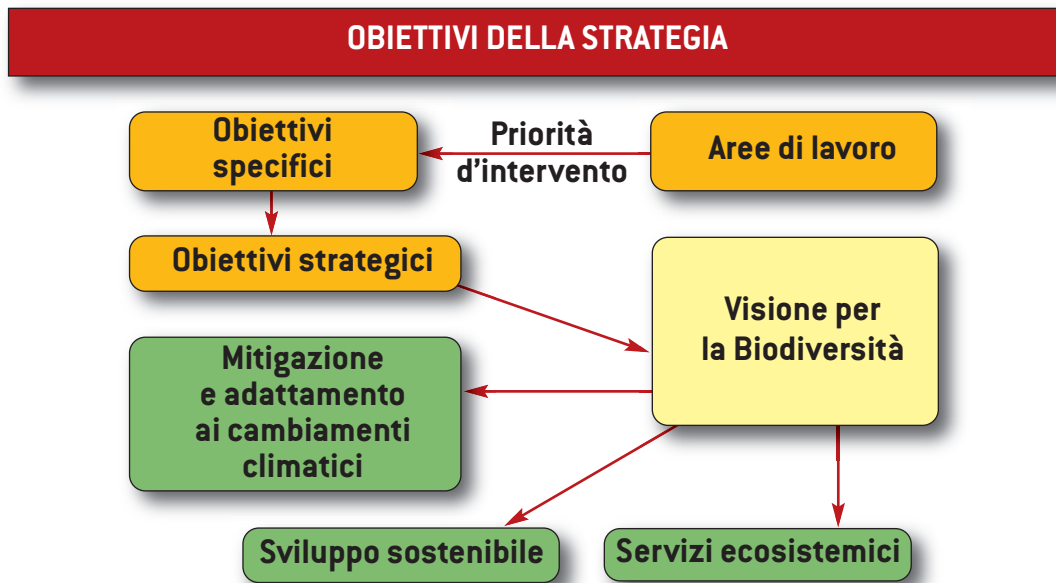 OBIETTIVI DELLA STRATEGIA
Obiettivi
specifici
Priorità
d'intervento
Aree di lavoro
Obiettivi strategici
Visione per
la Biodiversità
Mitigazione
e adattamento
ai cambiamenti
climatici
Sviluppo sostenibile
Servizi ecosistemici